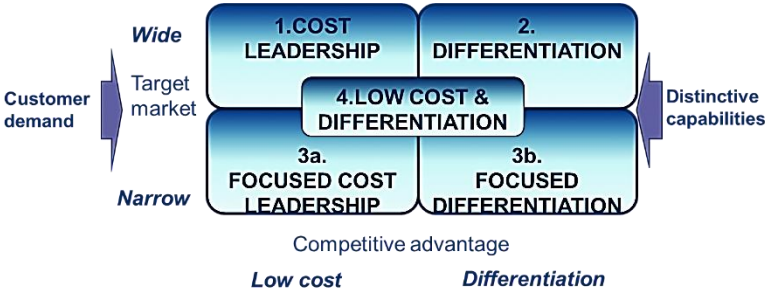 Wide
1.COST
LEADERSHIP
2.
DIFFERENTIATION
Customer
demand
Target
market
4.LOW COST &
DIFFERENTIATION
Distinctive
capabilities
Narrow
3a.
FOCUSED COST
LEADERSHIP
3b.
FOCUSED
DIFFERENTIATION
Competitive advantage
Low cost
Differentiation